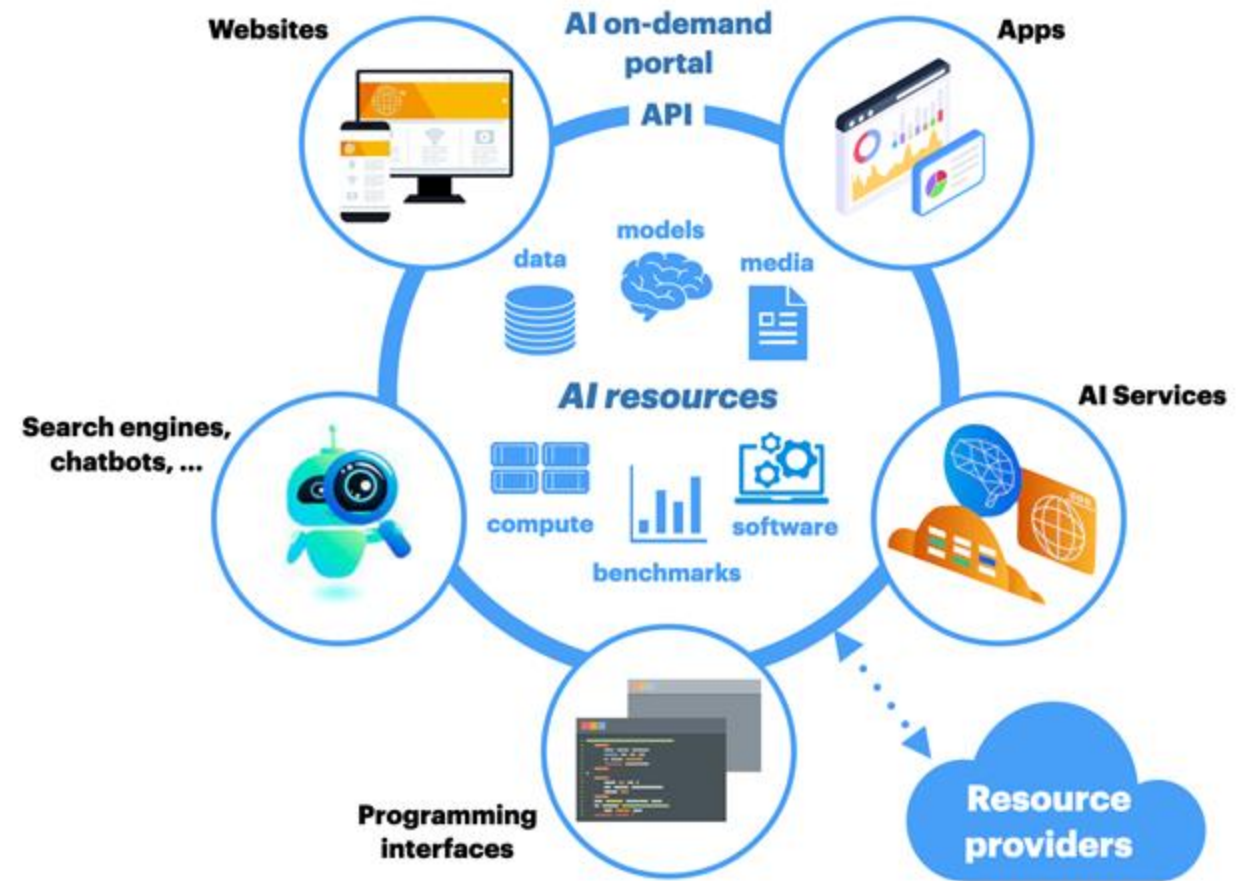 Websites
AI on-demand
portal
API
Apps
models
data
media
AI resources
Search engines,
chatbots, ...
AI Services
compute
software
benchmarks
Programming
interfaces
Resource
providers